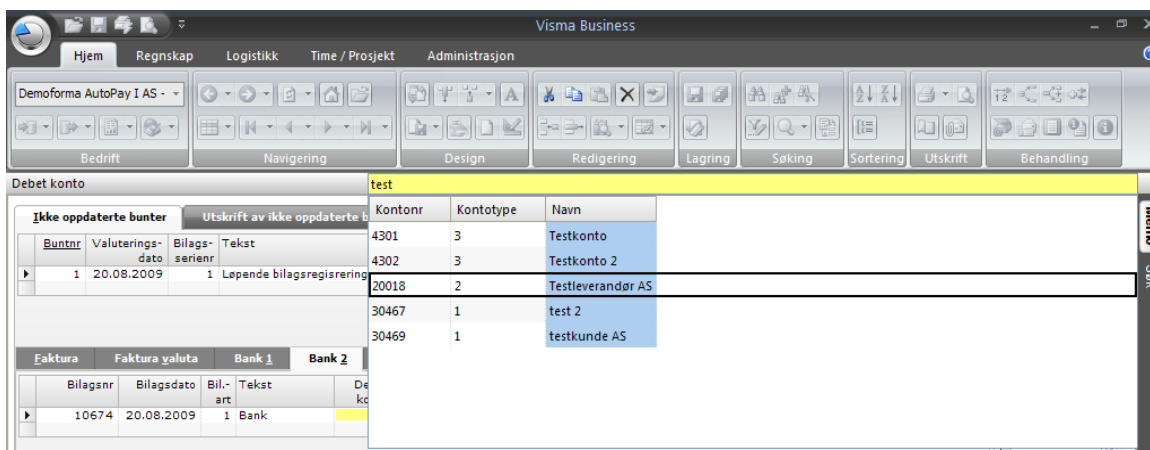 Visma Business
Hjem Regnskap Logistikk Time / Prosjekt Administrasjon
Demoforma AutoPay I AS -
Bedrift Navigering Design Redigering Lagring Søking Sortering Utskrift Behandling
Debet konto
test
Ikke oppdaterte bunter Utskrift av ikke oppdaterte b
Kontonr Kontotype Navn
Buntnr Valuterings- Bilags- Tekst
dato serienr
1 20.08.2009 1 Løpende bilagsregisrering
4301 3 Testkonto
4302 3 Testkonto 2
20018 2 Testleverandør AS
30467 1 test 2
30469 1 testkunde AS
Faktura Faktura valuta Bank 1 Bank 2
Bilagsnr Bilagsdato Bil.- Tekst De
art ko
10674 20.08.2009 1 Bank